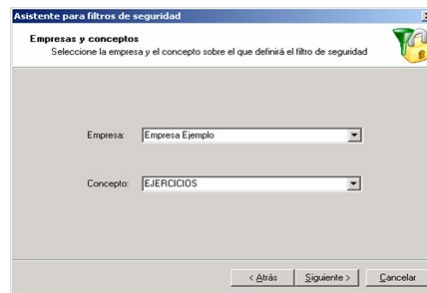 Asistente para filtros de seguridad
Empresas y conceptos
Seleccione la empresa y el concepto sobre el que definirá el filtro de seguridad
Empresa: Empresa Ejemplo
Concepto: EJERCICIOS
< Atrás Siguiente > Cancelar